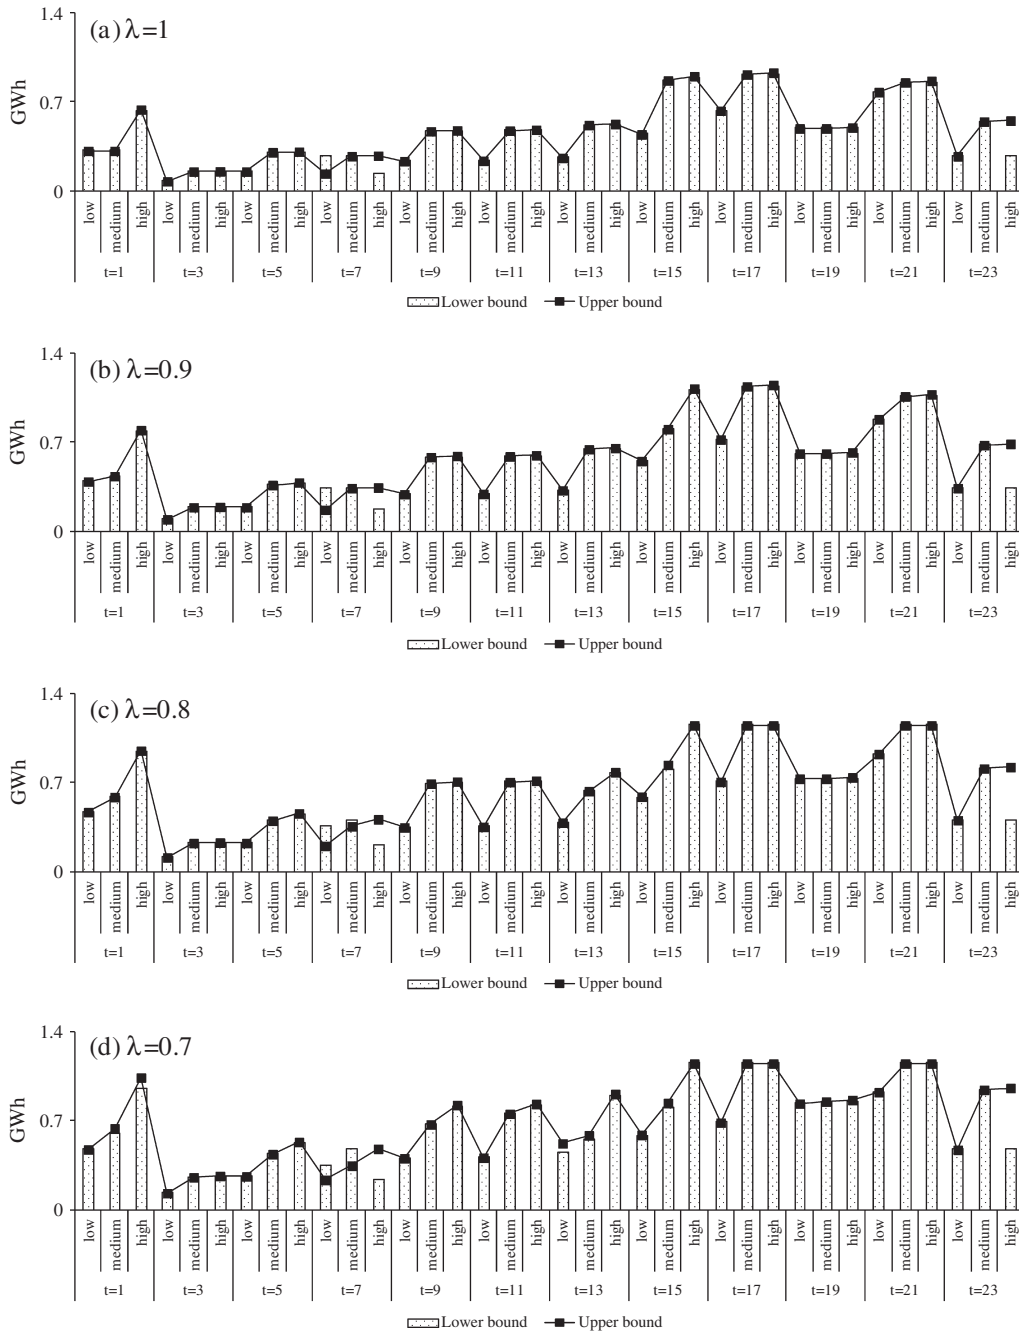 (a) λ=1
1.4
0.7
0
GWh
low medium high low medium high low medium high low medium high low medium high low medium high low medium high low medium high low medium high low medium high low medium high low medium high
t=1 t=3 t=5 t=7 t=9 t=11 t=13 t=15 t=17 t=19 t=21 t=23
Lower bound Upper bound
(b) λ=0.9
1.4
0.7
0
GWh
low medium high low medium high low medium high low medium high low medium high low medium high low medium high low medium high low medium high low medium high low medium high low medium high
t=1 t=3 t=5 t=7 t=9 t=11 t=13 t=15 t=17 t=19 t=21 t=23
Lower bound Upper bound
(c) λ=0.8
1.4
0.7
0
GWh
low medium high low medium high low medium high low medium high low medium high low medium high low medium high low medium high low medium high low medium high low medium high low medium high
t=1 t=3 t=5 t=7 t=9 t=11 t=13 t=15 t=17 t=19 t=21 t=23
Lower bound Upper bound
(d) λ=0.7
1.4
0.7
0
GWh
low medium high low medium high low medium high low medium high low medium high low medium high low medium high low medium high low medium high low medium high low medium high low medium high
t=1 t=3 t=5 t=7 t=9 t=11 t=13 t=15 t=17 t=19 t=21 t=23
Lower bound Upper bound